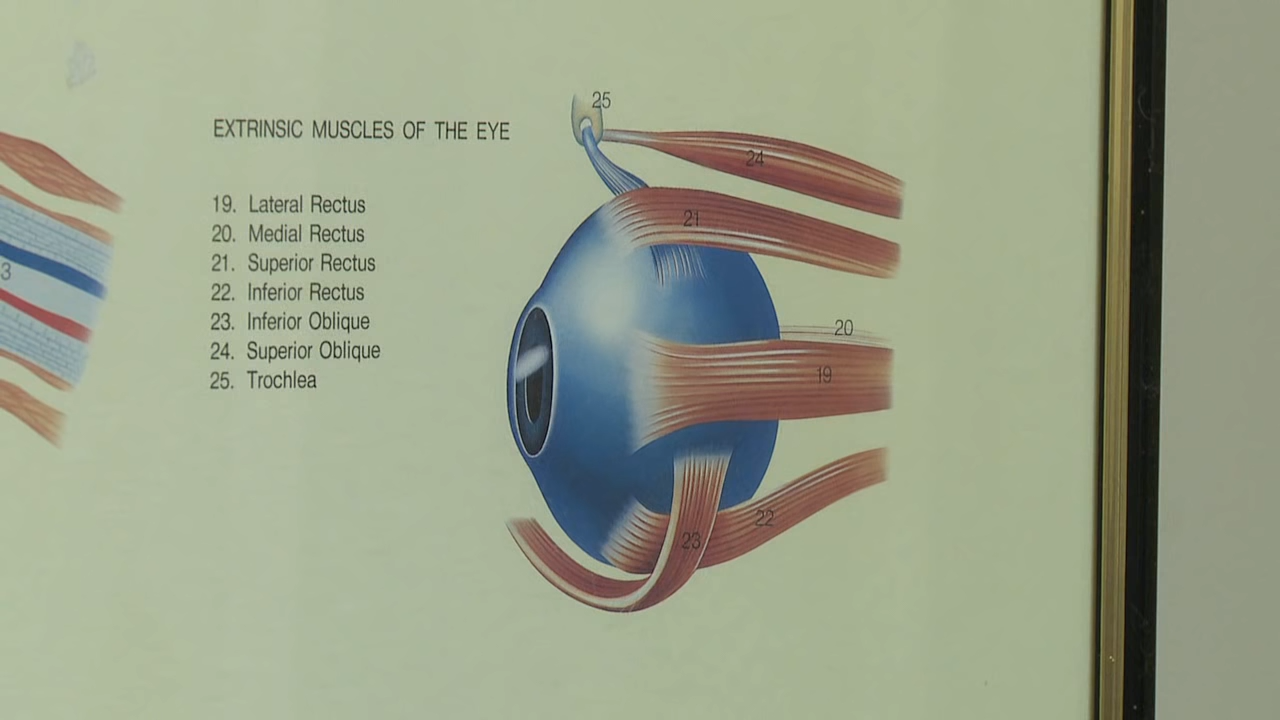 EXTRINSIC MUSCLES OF THE EYE
19. Lateral Rectus
20. Medial Rectus
21. Superior Rectus
22. Inferior Rectus
23. Inferior Oblique
24. Superior Oblique
25. Trochlea
25
24
21
20
19
22
23
3